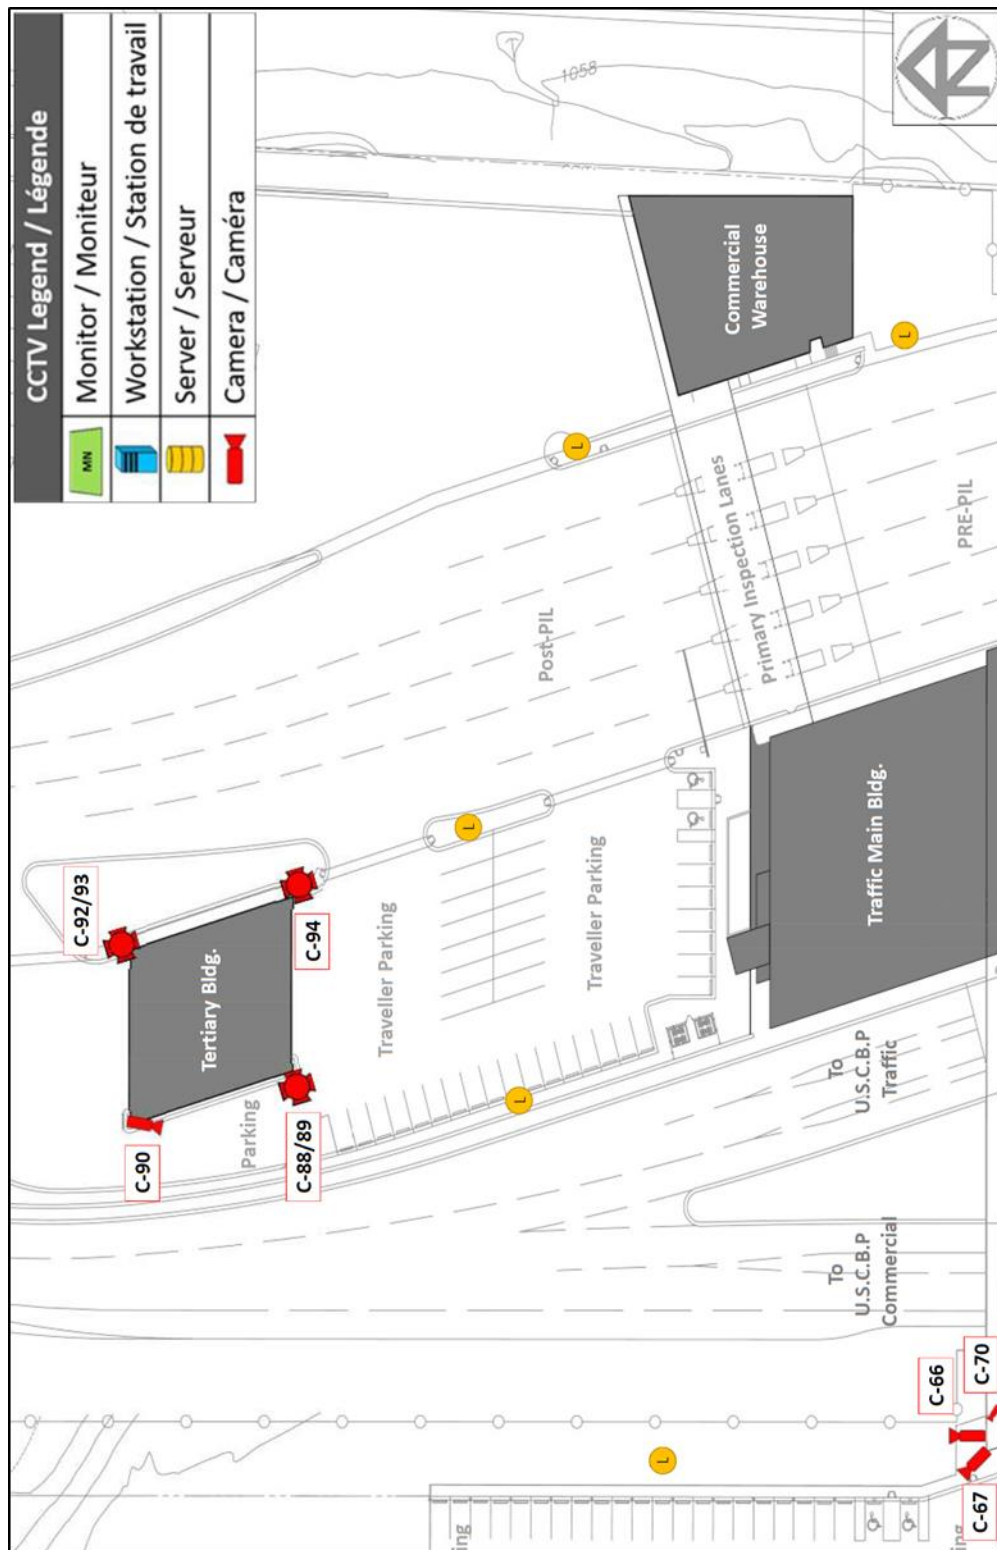 CCTV Legend / Légende
MN
Monitor / Moniteur
Workstation / Station de travail
Server / Serveur
Camera / Caméra
1058
N
Commercial
Warehouse
L
L
Primary Inspection Lanes
PRE-PIL
Post-PIL
Traffic Main Bldg.
L
Traveller Parking
Traveller Parking
C-92/93
C-94
Tertiary Bldg.
C-90
Parking
C-88/89
L
To
U.S.C.B.P
Traffic
To
U.S.C.B.P
Commercial
L
C-66
C-70
C-67